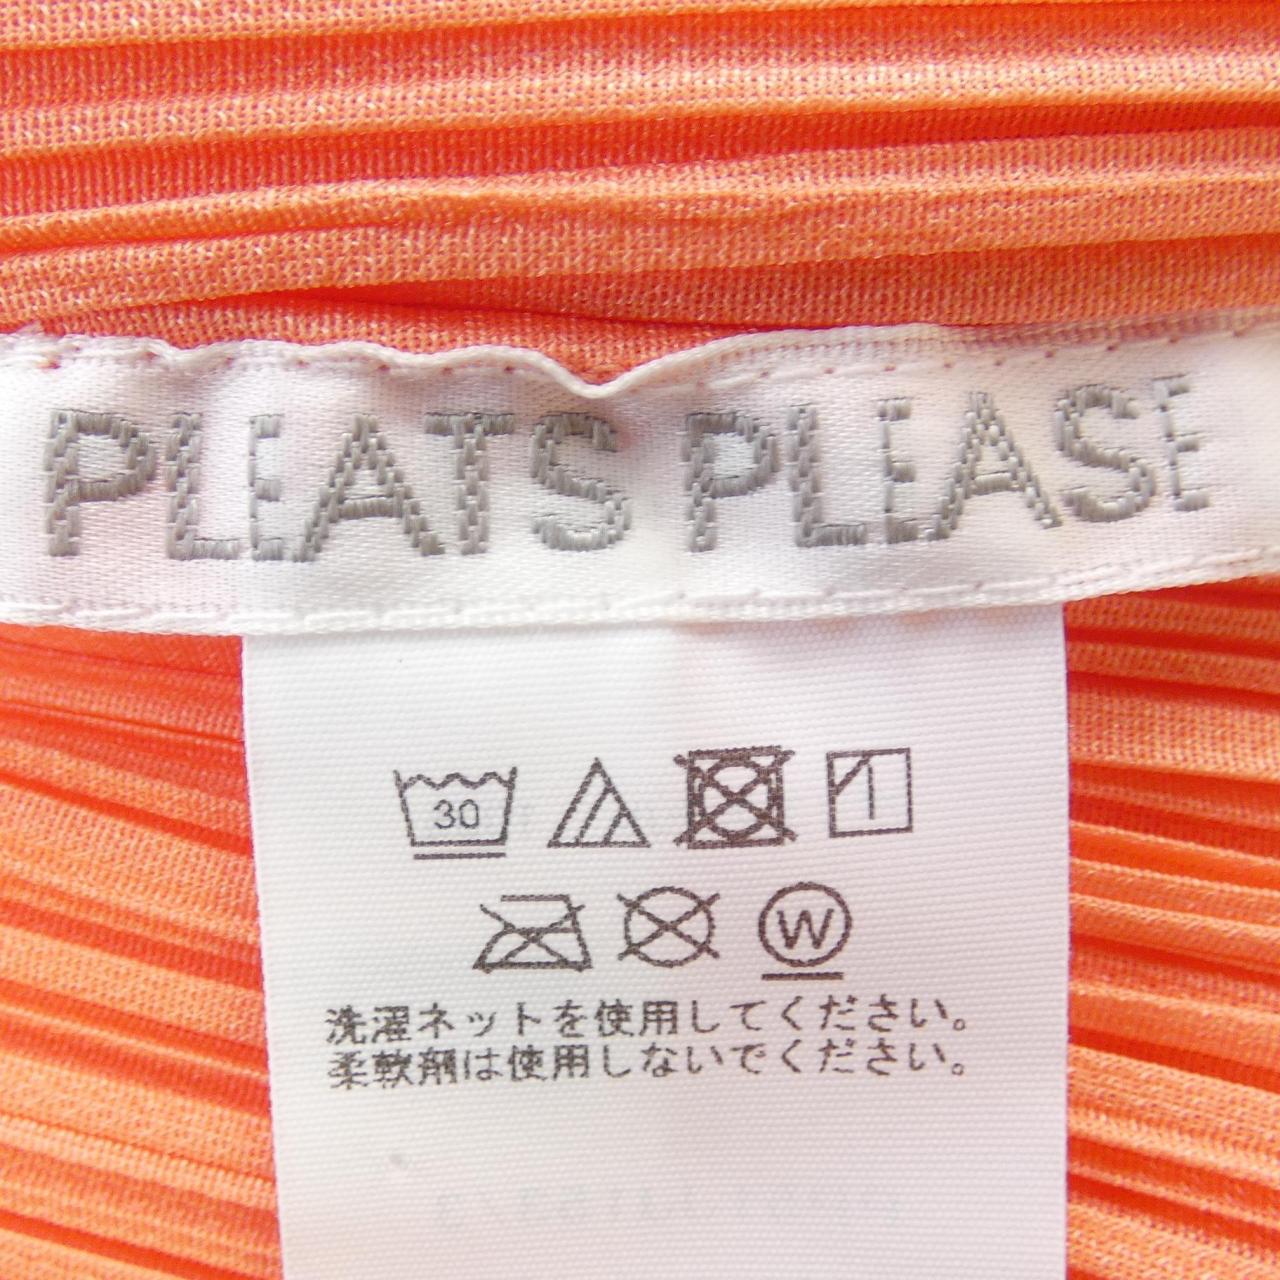 PLEATS PLEASE
30
W
洗濯ネットを使用してください。
柔軟剤は使用しないでください。